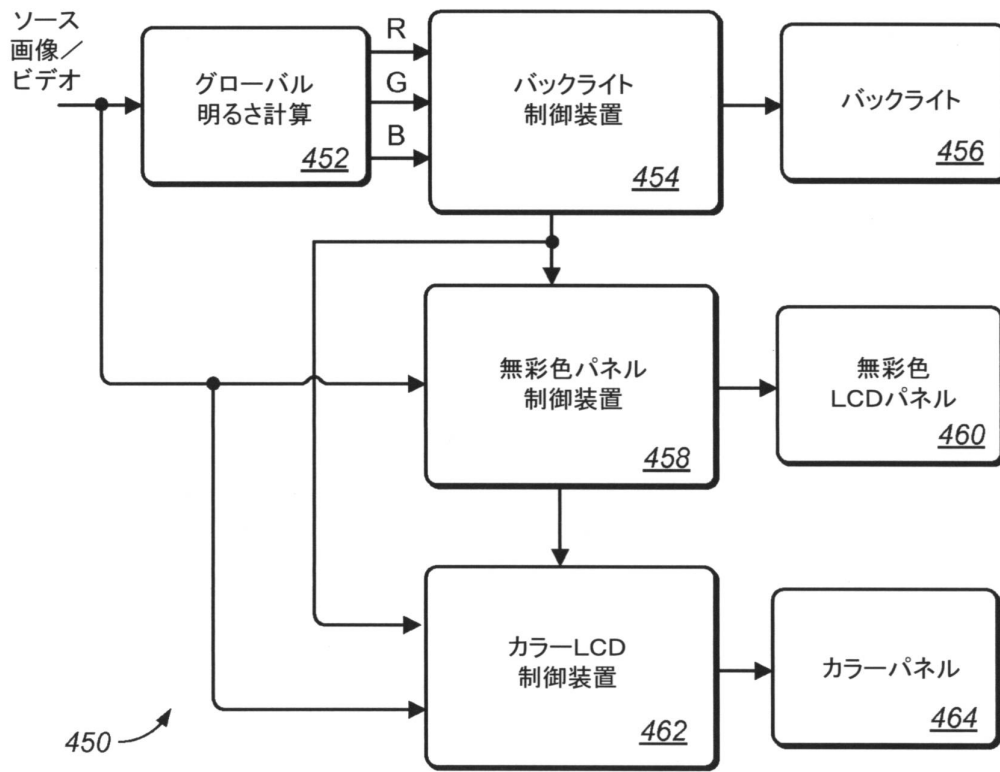 ソース
画像／
ビデオ
グローバル
明るさ計算
452
R
G
B
バックライト
制御装置
454
バックライト
456
無彩色パネル
制御装置
458
無彩色
LCDパネル
460
カラーLCD
制御装置
462
カラーパネル
464
450